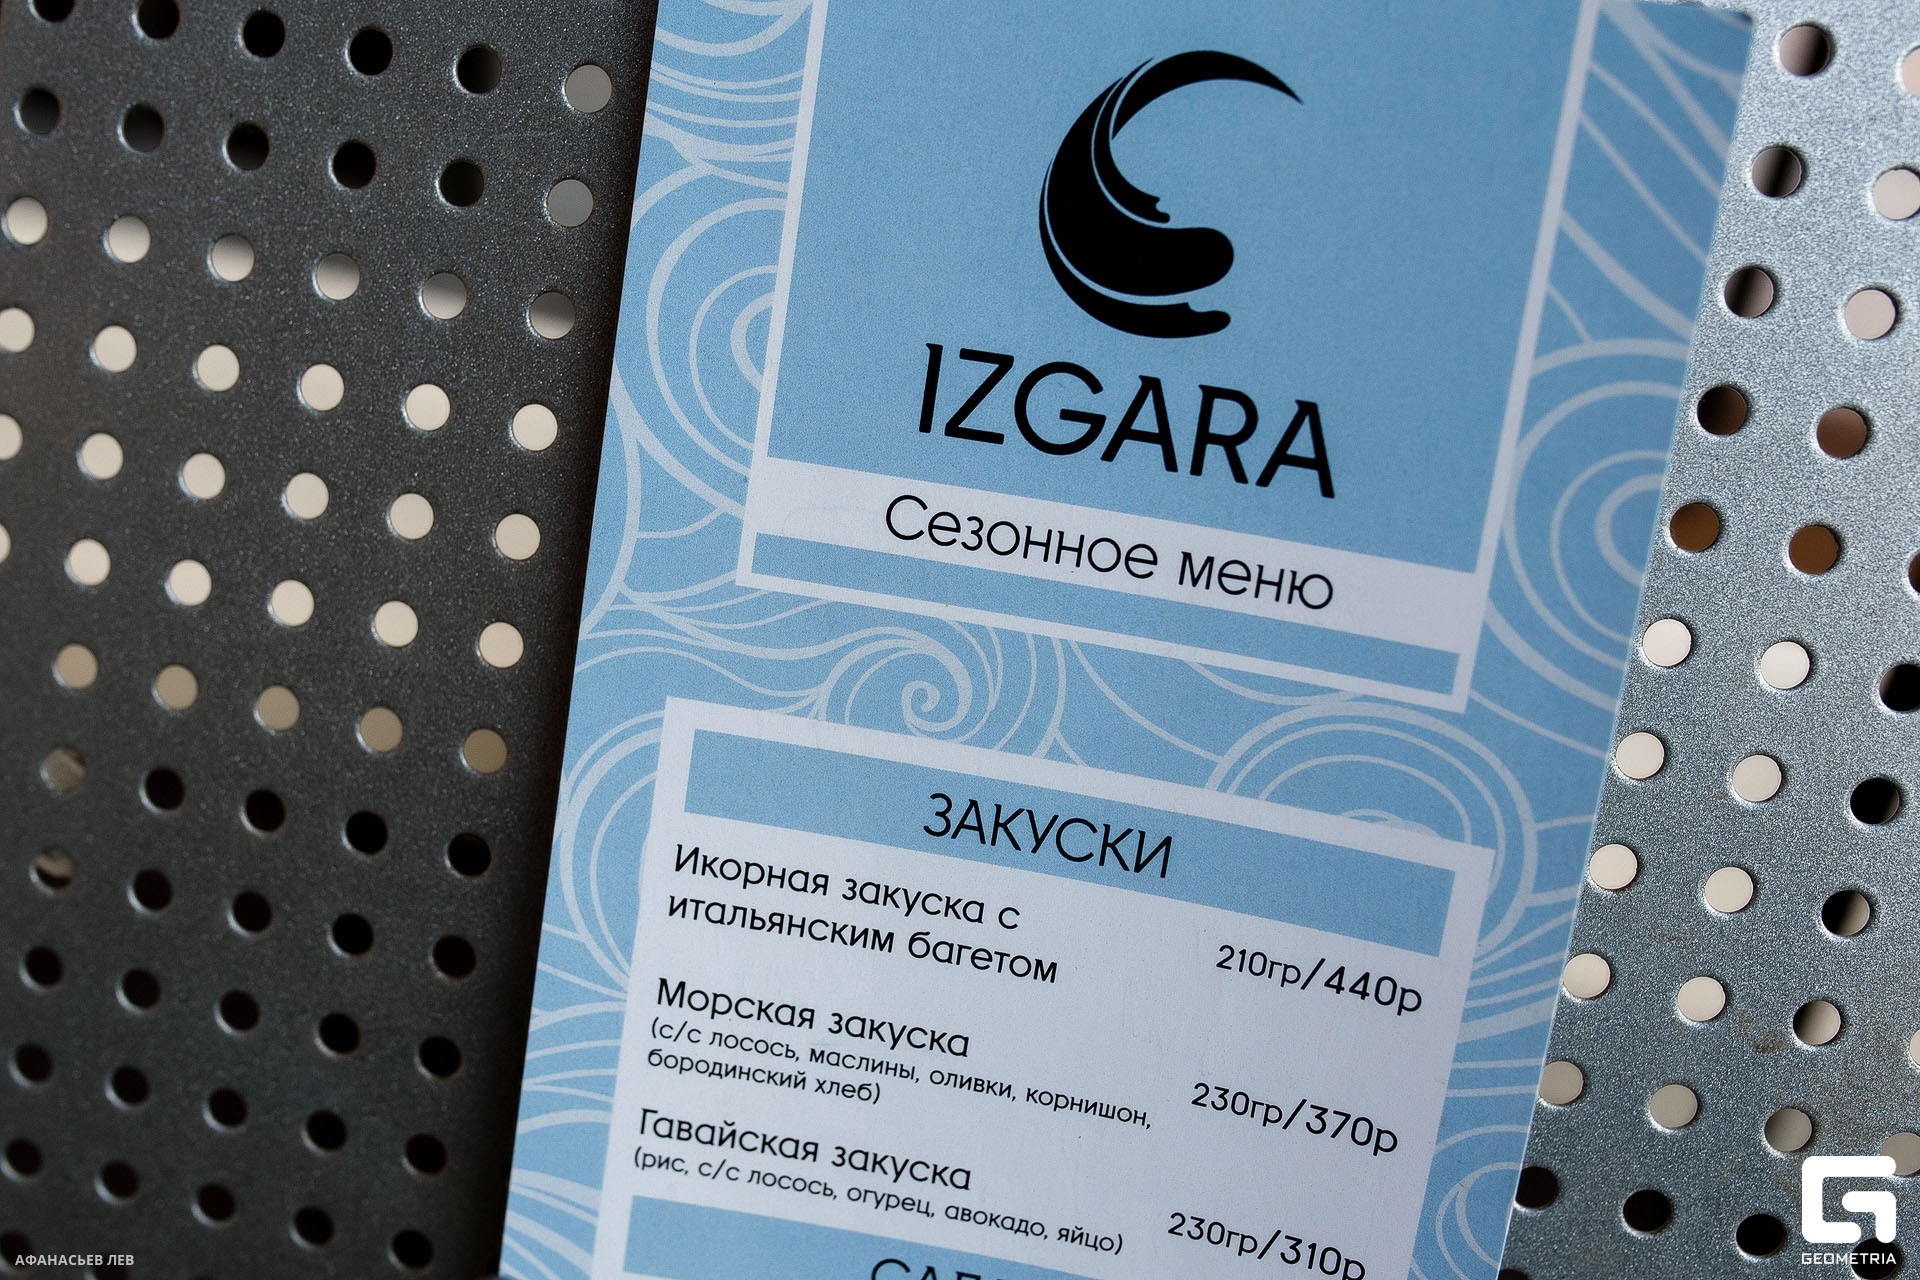 IZGARA
Сезонное меню
ЗАКУСКИ
Икорная закуска с
итальянским багетом
210гр/440р
Морская закуска
(с/с лосось, маслины, оливки, корнишон,
бородинский хлеб)
230гр/370р
Гавайская закуска
(рис, с/с лосось, огурец, авокадо, яйцо)
230гр/310р
АФАНАСЬЕВ ЛЕВ
GEOMETRIA